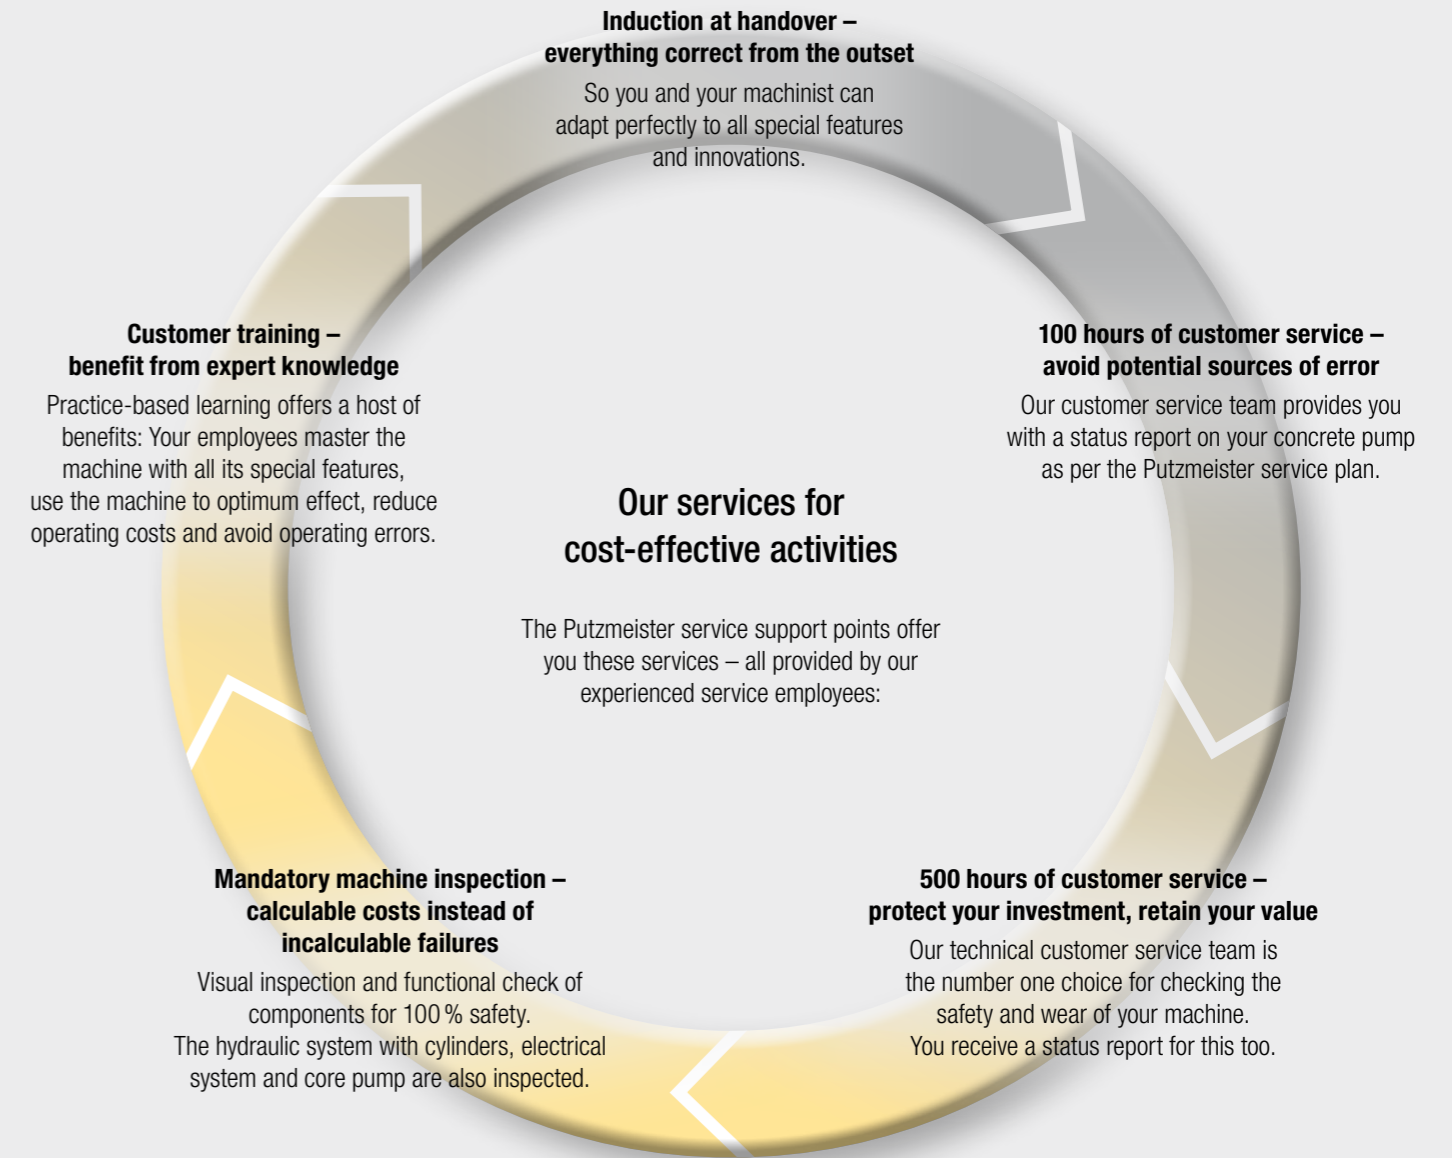 Induction at handover –
everything correct from the outset
So you and your machinist can
adapt perfectly to all special features
and innovations.
100 hours of customer service –
avoid potential sources of error
Our customer service team provides you
with a status report on your concrete pump
as per the Putzmeister service plan.
500 hours of customer service –
protect your investment, retain your value
Our technical customer service team is
the number one choice for checking the
safety and wear of your machine.
You receive a status report for this too.
Mandatory machine inspection –
calculable costs instead of
incalculable failures
Visual inspection and functional check of
components for 100 % safety.
The hydraulic system with cylinders, electrical
system and core pump are also inspected.
Customer training –
benefit from expert knowledge
Practice-based learning offers a host of
benefits: Your employees master the
machine with all its special features,
use the machine to optimum effect, reduce
operating costs and avoid operating errors.
Our services for
cost-effective activities
The Putzmeister service support points offer
you these services – all provided by our
experienced service employees: